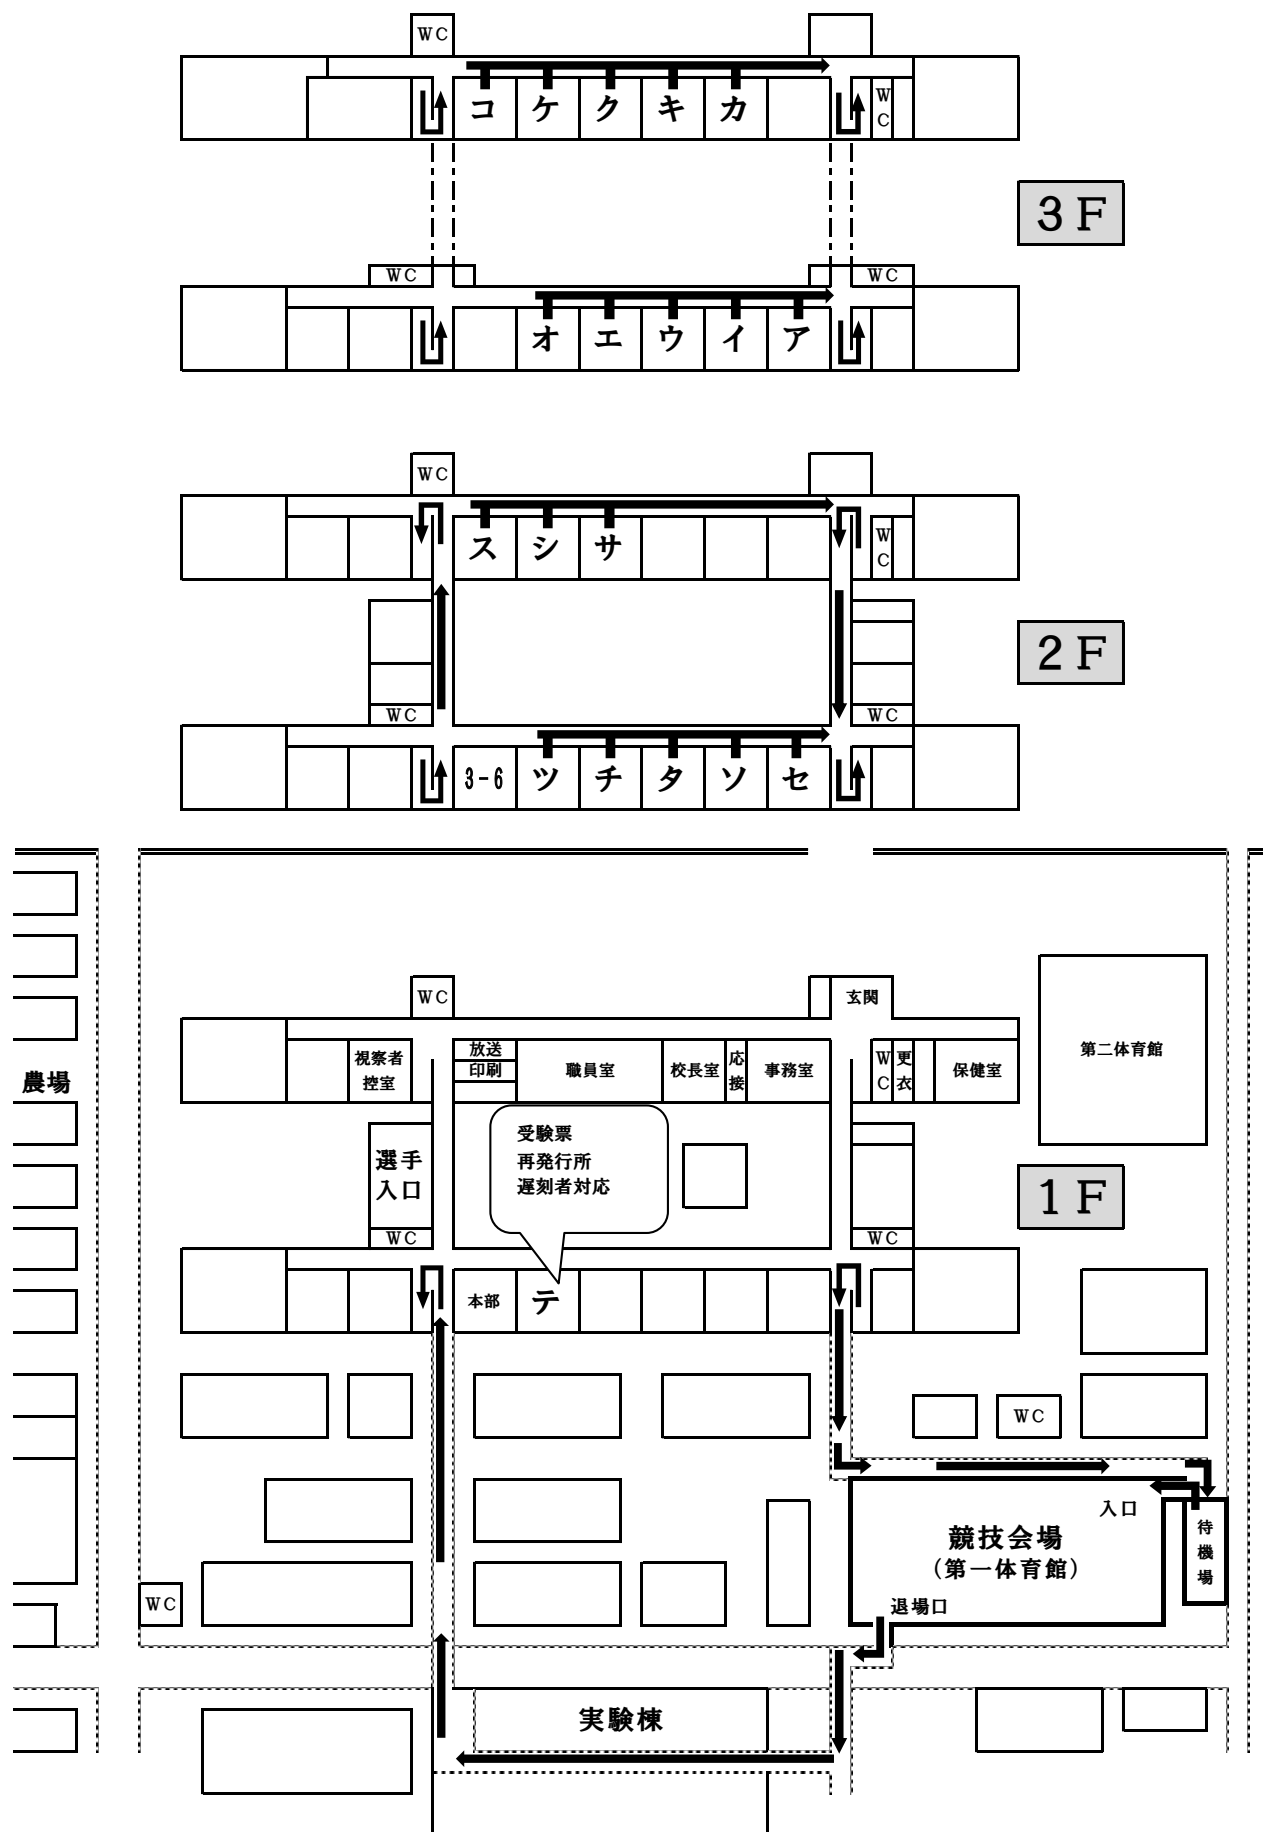 WC
コ ケ ク キ カ
WC
3F
WC WC
オ エ ウ イ ア
WC
ス シ サ
WC
2F
WC WC
3-6 ツ チ タ ソ セ
WC
玄関
視察者
控室
放送
印刷
職員室
校長室
応接
事務室
WC
更衣
保健室
第二体育館
農場
受験票
再発行所
遅刻者対応
選手
入口
1F
WC WC
本部
テ
WC
入口
競技会場
(第一体育館)
待機場
退場口
WC
実験棟